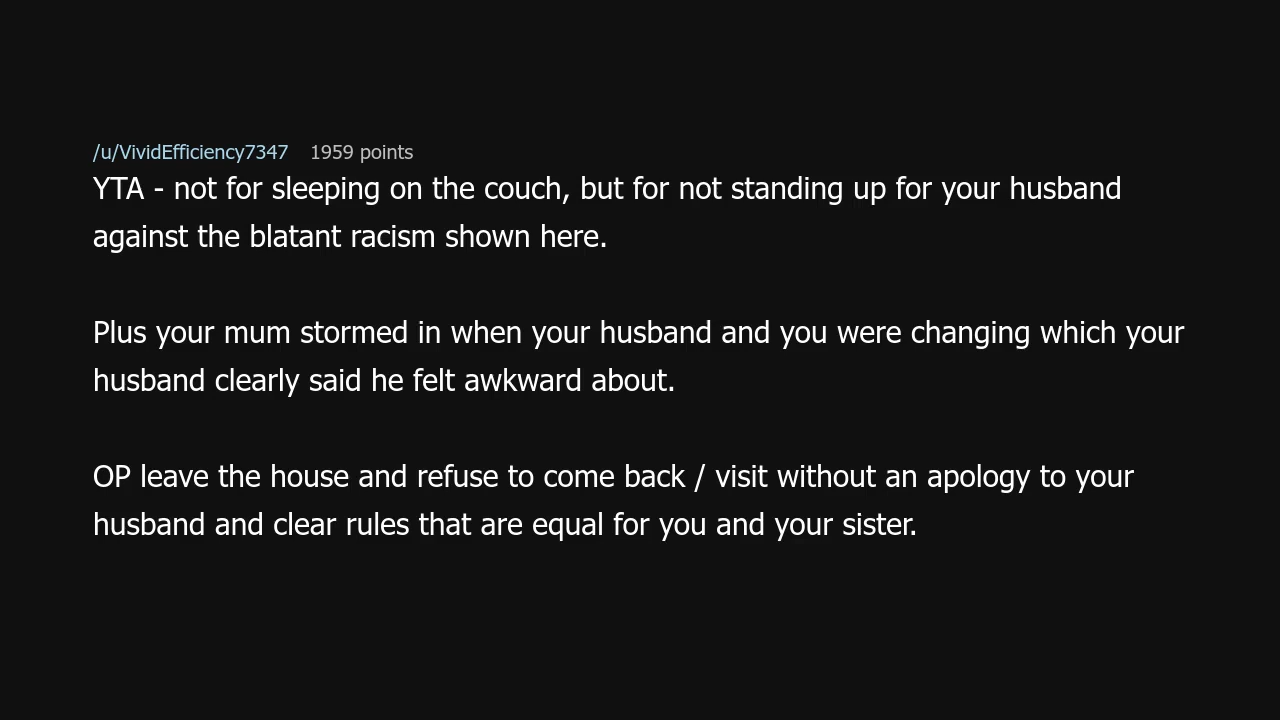 /u/VividEfficiency7347 1959 points
YTA - not for sleeping on the couch, but for not standing up for your husband
against the blatant racism shown here.
Plus your mum stormed in when your husband and you were changing which your
husband clearly said he felt awkward about.
OP leave the house and refuse to come back / visit without an apology to your
husband and clear rules that are equal for you and your sister.